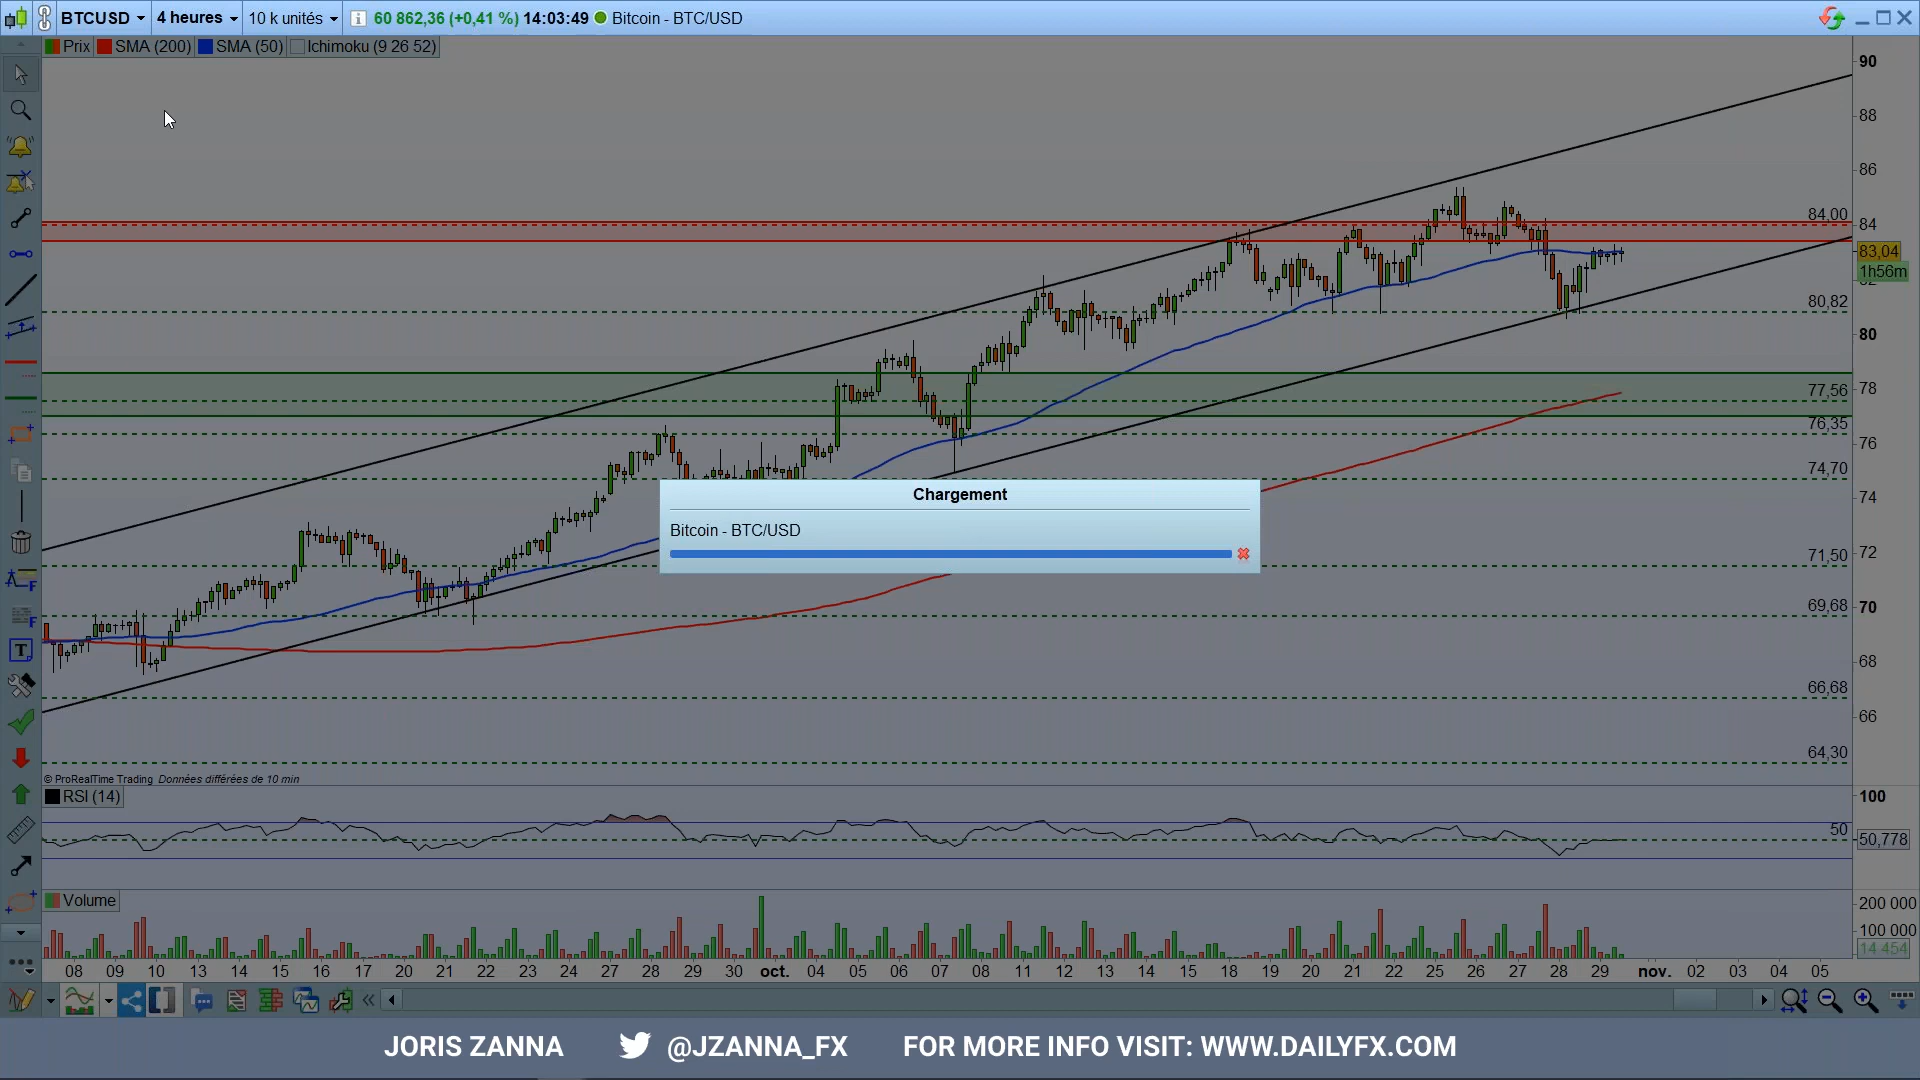 BTCUSD 4 heures 10 k unités 60 862,36 (+0,41 %) 14:03:49 Bitcoin - BTC/USD
Prix SMA (200) SMA (50) Ichimoku (9 26 52)
90
88
86
84,00
84
83,04
1h56m
82
80,82
80
78
77,56
76,35
76
74,70
74
Chargement
Bitcoin - BTC/USD
72
71,50
70
69,68
68
66,68
66
64,30
© ProRealTime Trading Données différées de 10 min
RSI (14)
100
50
50,778
Volume
200 000
100 000
14 454
08 09 10 13 14 15 16 17 20 21 22 23 24 27 28 29 30 oct. 04 05 06 07 08 11 12 13 14 15 18 19 20 21 22 25 26 27 28 29 nov. 02 03 04 05
JORIS ZANNA @JZANNA_FX FOR MORE INFO VISIT: WWW.DAILYFX.COM